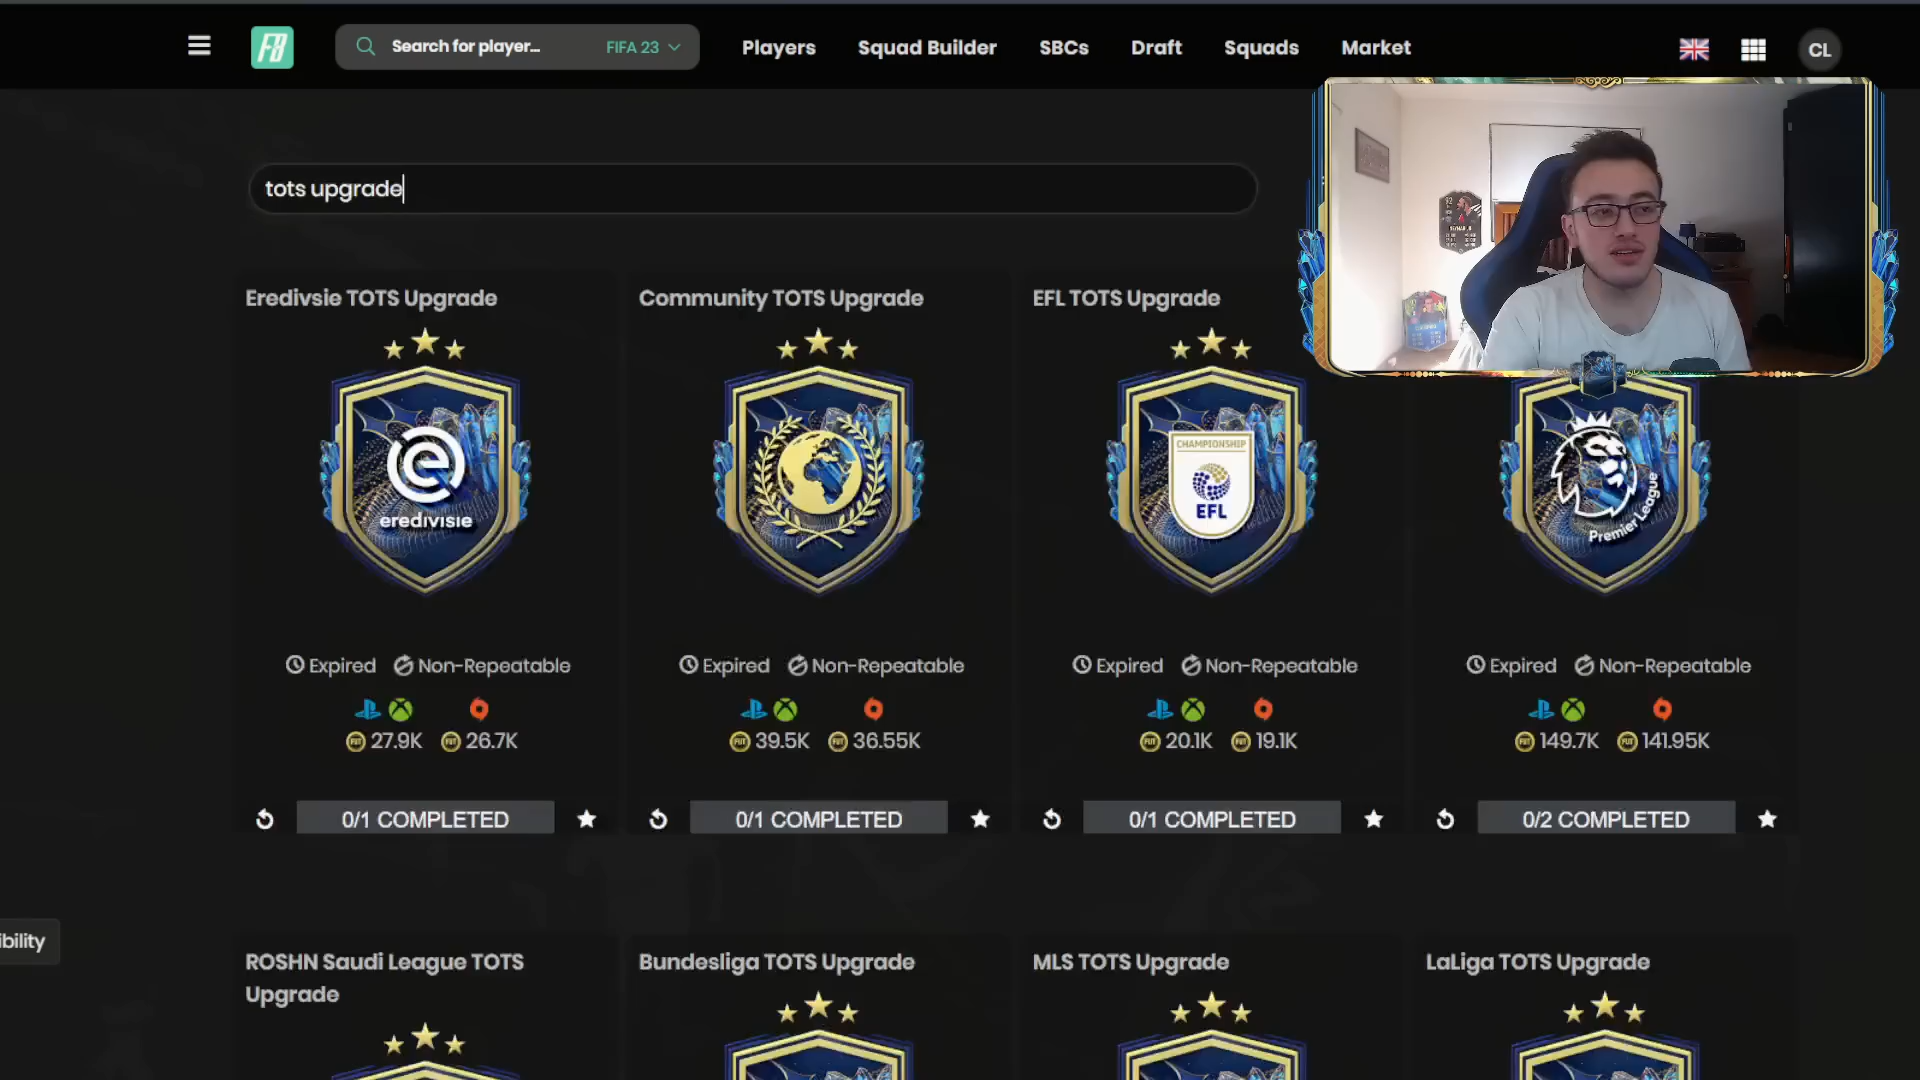 F8
Search for player...
FIFA 23
Players
Squad Builder
SBCs
Draft
Squads
Market
CL
tots upgrade
Eredivsie TOTS Upgrade
Community TOTS Upgrade
EFL TOTS Upgrade
eredivisie
CHAMPIONSHIP
EFL
Premier League
Expired Non-Repeatable
Expired Non-Repeatable
Expired Non-Repeatable
Expired Non-Repeatable
27.9K 26.7K
39.5K 36.55K
20.1K 19.1K
149.7K 141.95K
0/1 COMPLETED
0/1 COMPLETED
0/1 COMPLETED
0/2 COMPLETED
ibility
ROSHN Saudi League TOTS
Upgrade
Bundesliga TOTS Upgrade
MLS TOTS Upgrade
LaLiga TOTS Upgrade